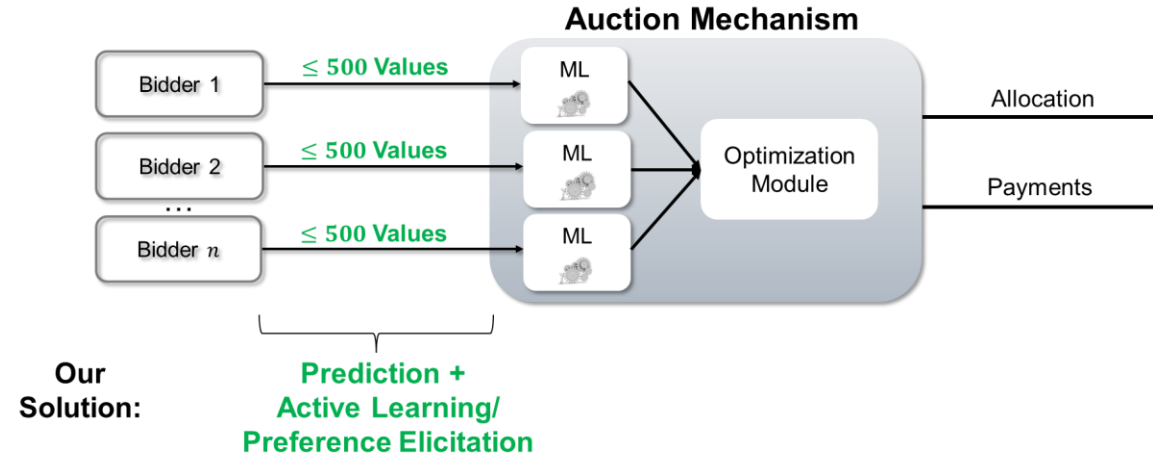 Auction Mechanism
Bidder 1
≤ 500 Values
ML
Allocation
Bidder 2
≤ 500 Values
ML
Optimization
Module
Payments
...
Bidder n
≤ 500 Values
ML
Our
Solution:
Prediction +
Active Learning/
Preference Elicitation